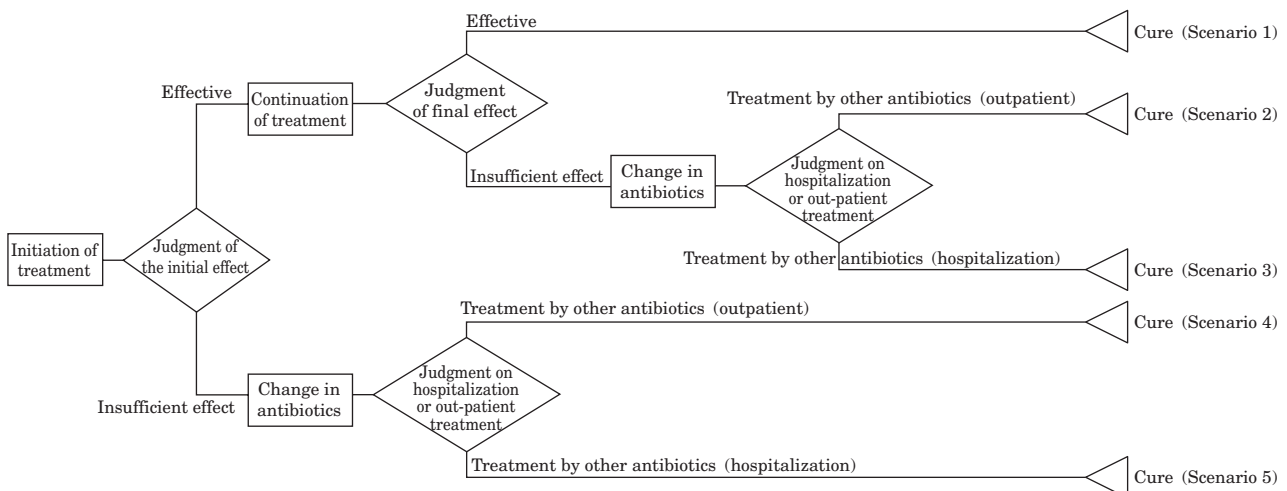 Effective
Cure (Scenario 1)
Effective
Continuation
of treatment
Judgment
of final effect
Treatment by other antibiotics (outpatient)
Cure (Scenario 2)
Insufficient effect
Change in
antibiotics
Judgment on
hospitalization
or out-patient
treatment
Initiation of
treatment
Judgment of
the initial effect
Treatment by other antibiotics (hospitalization)
Cure (Scenario 3)
Treatment by other antibiotics (outpatient)
Cure (Scenario 4)
Insufficient effect
Change in
antibiotics
Judgment on
hospitalization
or out-patient
treatment
Treatment by other antibiotics (hospitalization)
Cure (Scenario 5)